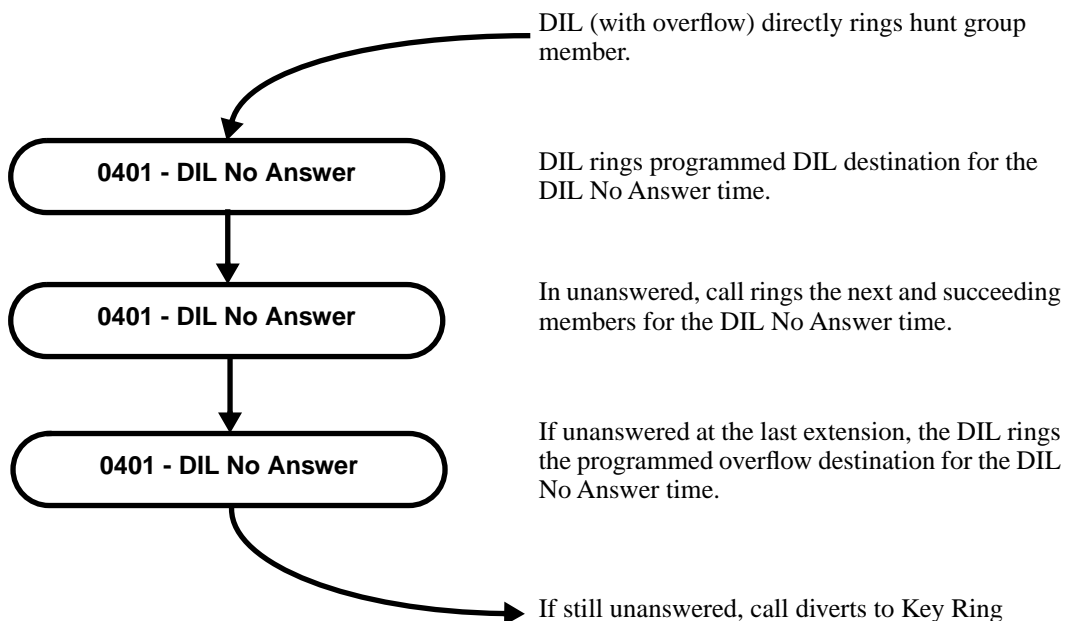 DIL (with overflow) directly rings hunt group
member.
0401 - DIL No Answer
DIL rings programmed DIL destination for the
DIL No Answer time.
0401 - DIL No Answer
In unanswered, call rings the next and succeeding
members for the DIL No Answer time.
0401 - DIL No Answer
If unanswered at the last extension, the DIL rings
the programmed overflow destination for the DIL
No Answer time.
If still unanswered, call diverts to Key Ring